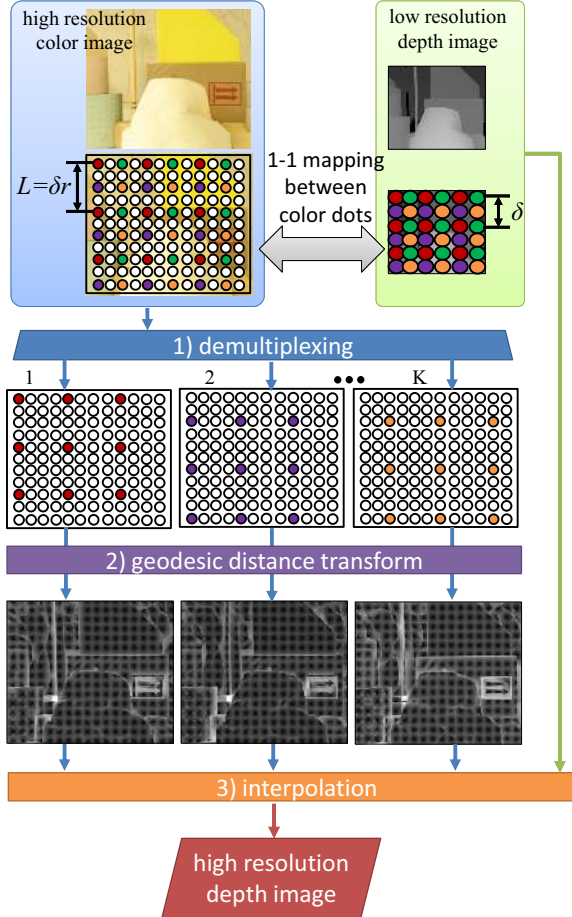 high resolution
color image
low resolution
depth image
L=δr
1-1 mapping
between
color dots
δ
1) demultiplexing
1
2
•••
K
2) geodesic distance transform
3) interpolation
high resolution
depth image